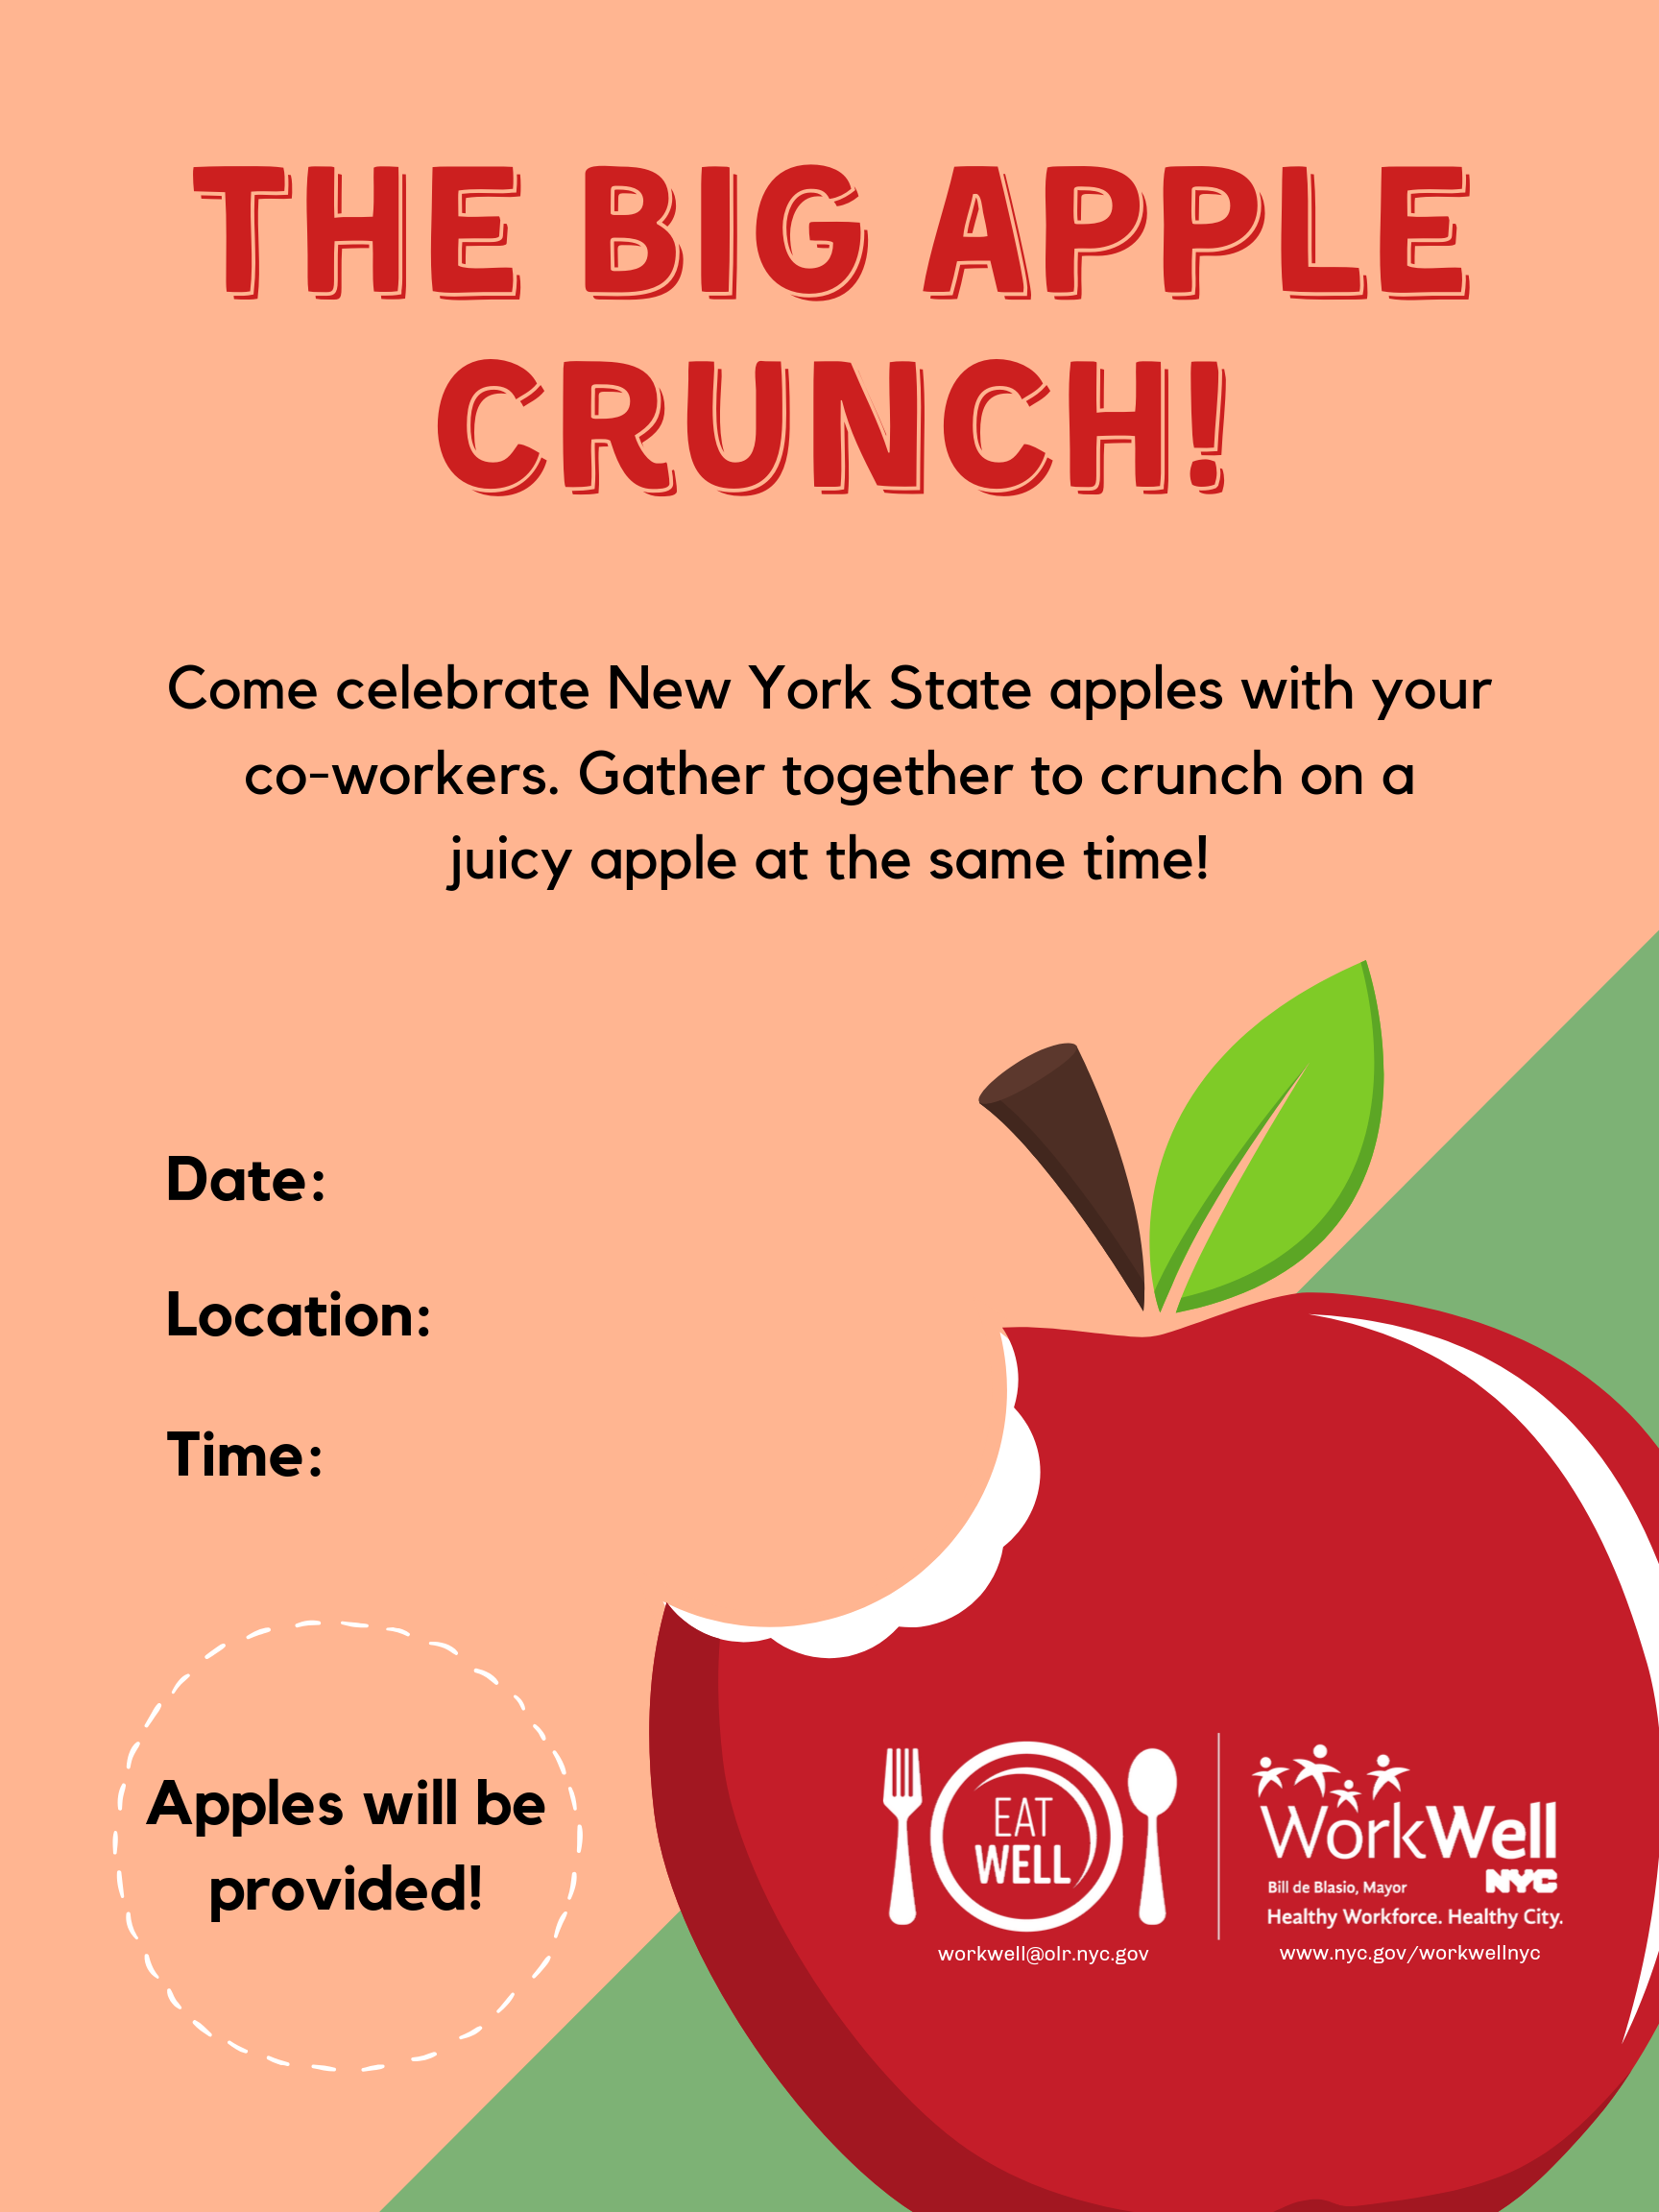 THE BIG APPLE
CRUNCH!
Come celebrate New York State apples with your
co-workers. Gather together to crunch on a
juicy apple at the same time!
Date:
Location:
Time:
Apples will be
provided!
EAT
WELL
workwell@olr.nyc.gov
WorkWell
NYC
Bill de Blasio, Mayor
Healthy Workforce. Healthy City.
www.nyc.gov/workwellnyc